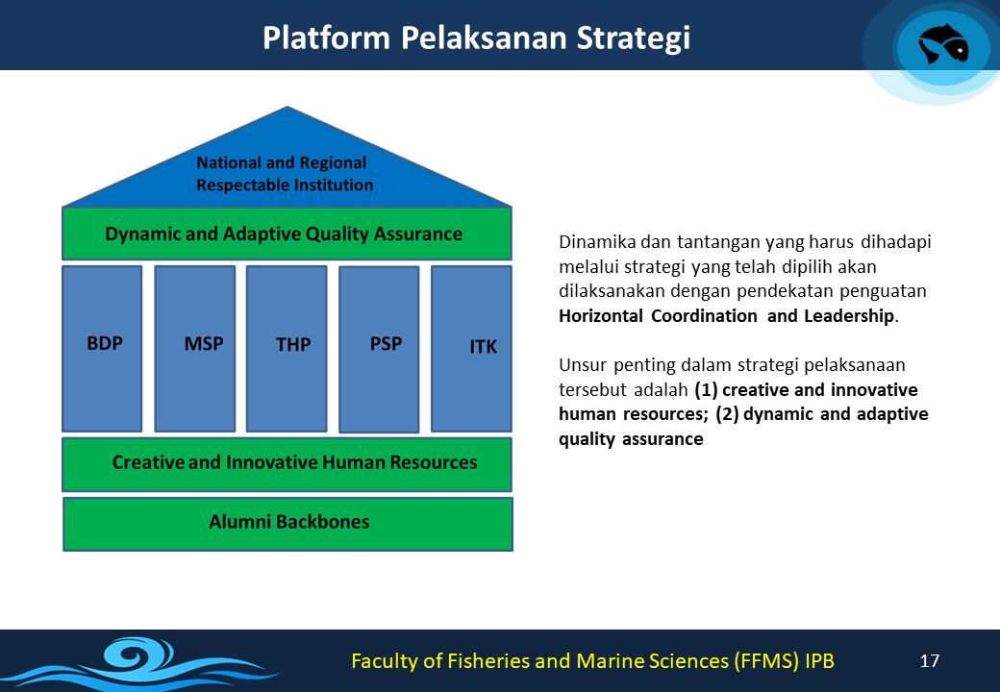 Platform Pelaksanan Strategi
National and Regional
Respectable Institution
Dynamic and Adaptive Quality Assurance
BDP
MSP
THP
PSP
ITK
Creative and Innovative Human Resources
Alumni Backbones
Dinamika dan tantangan yang harus dihadapi
melalui strategi yang telah dipilih akan
dilaksanakan dengan pendekatan penguatan
Horizontal Coordination and Leadership.
Unsur penting dalam strategi pelaksanaan
tersebut adalah (1) creative and innovative
human resources; (2) dynamic and adaptive
quality assurance
Faculty of Fisheries and Marine Sciences (FFMS) IPB
17